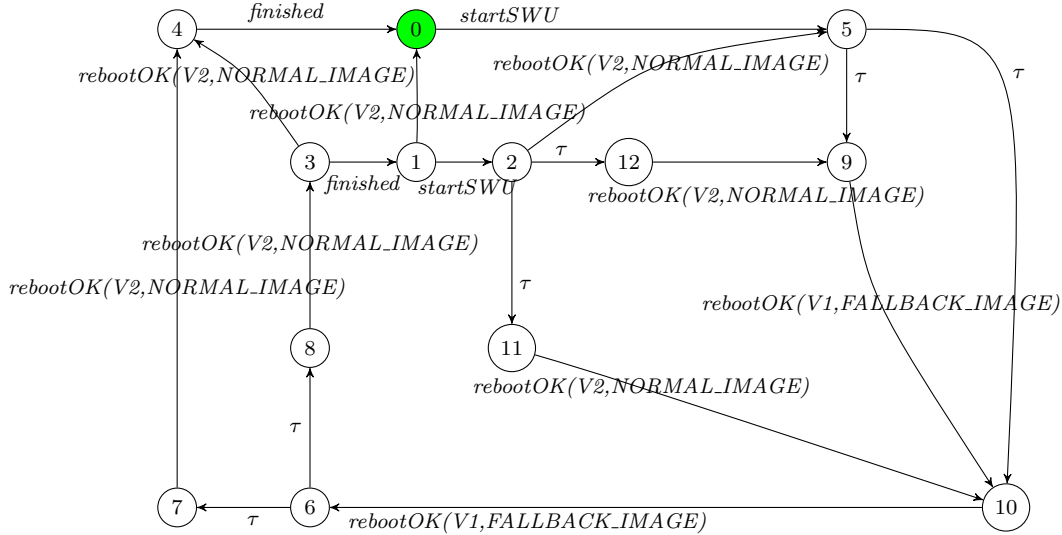 finished
startSWU
4
0
5
rebootOK(V2,NORMAL_IMAGE)
rebootOK(V2,NORMAL_IMAGE)
τ
τ
rebootOK(V2,NORMAL_IMAGE)
3
1
2
τ
12
9
finished
startSWU
rebootOK(V2,NORMAL_IMAGE)
rebootOK(V2,NORMAL_IMAGE)
rebootOK(V2,NORMAL_IMAGE)
τ
rebootOK(V1,FALLBACK_IMAGE)
8
11
rebootOK(V2,NORMAL_IMAGE)
τ
7
6
10
τ
rebootOK(V1,FALLBACK_IMAGE)